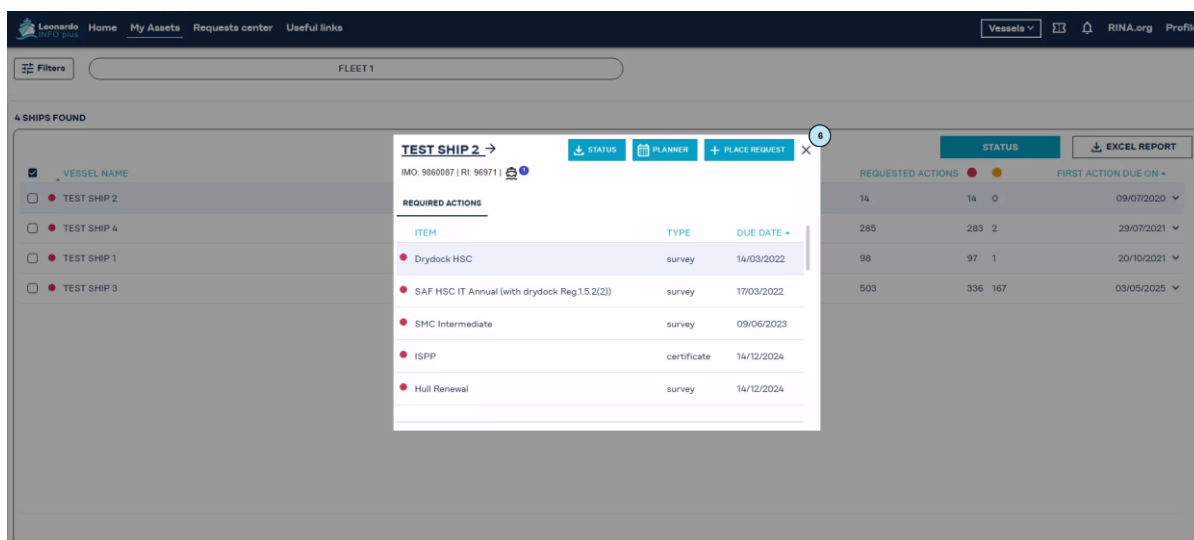 Leonardo INFO plus Home My Assets Requests center Useful links Vessels RINA.org Profile
Filters FLEET 1
4 SHIPS FOUND
STATUS EXCEL REPORT
VESSEL NAME REQUESTED ACTIONS FIRST ACTION DUE ON
TEST SHIP 2 14 14 0 09/07/2020
TEST SHIP 4 285 283 2 29/07/2021
TEST SHIP 1 98 97 1 20/10/2021
TEST SHIP 3 503 336 167 03/05/2025
6
TEST SHIP 2 → STATUS PLANNER + PLACE REQUEST ×
IMO: 9860087 | RI: 96971 |
REQUIRED ACTIONS
ITEM TYPE DUE DATE
Drydock HSC survey 14/03/2022
SAF HSC IT Annual (with drydock Reg.1.5.2(2)) survey 17/03/2022
SMC Intermediate survey 09/06/2023
ISPP certificate 14/12/2024
Hull Renewal survey 14/12/2024